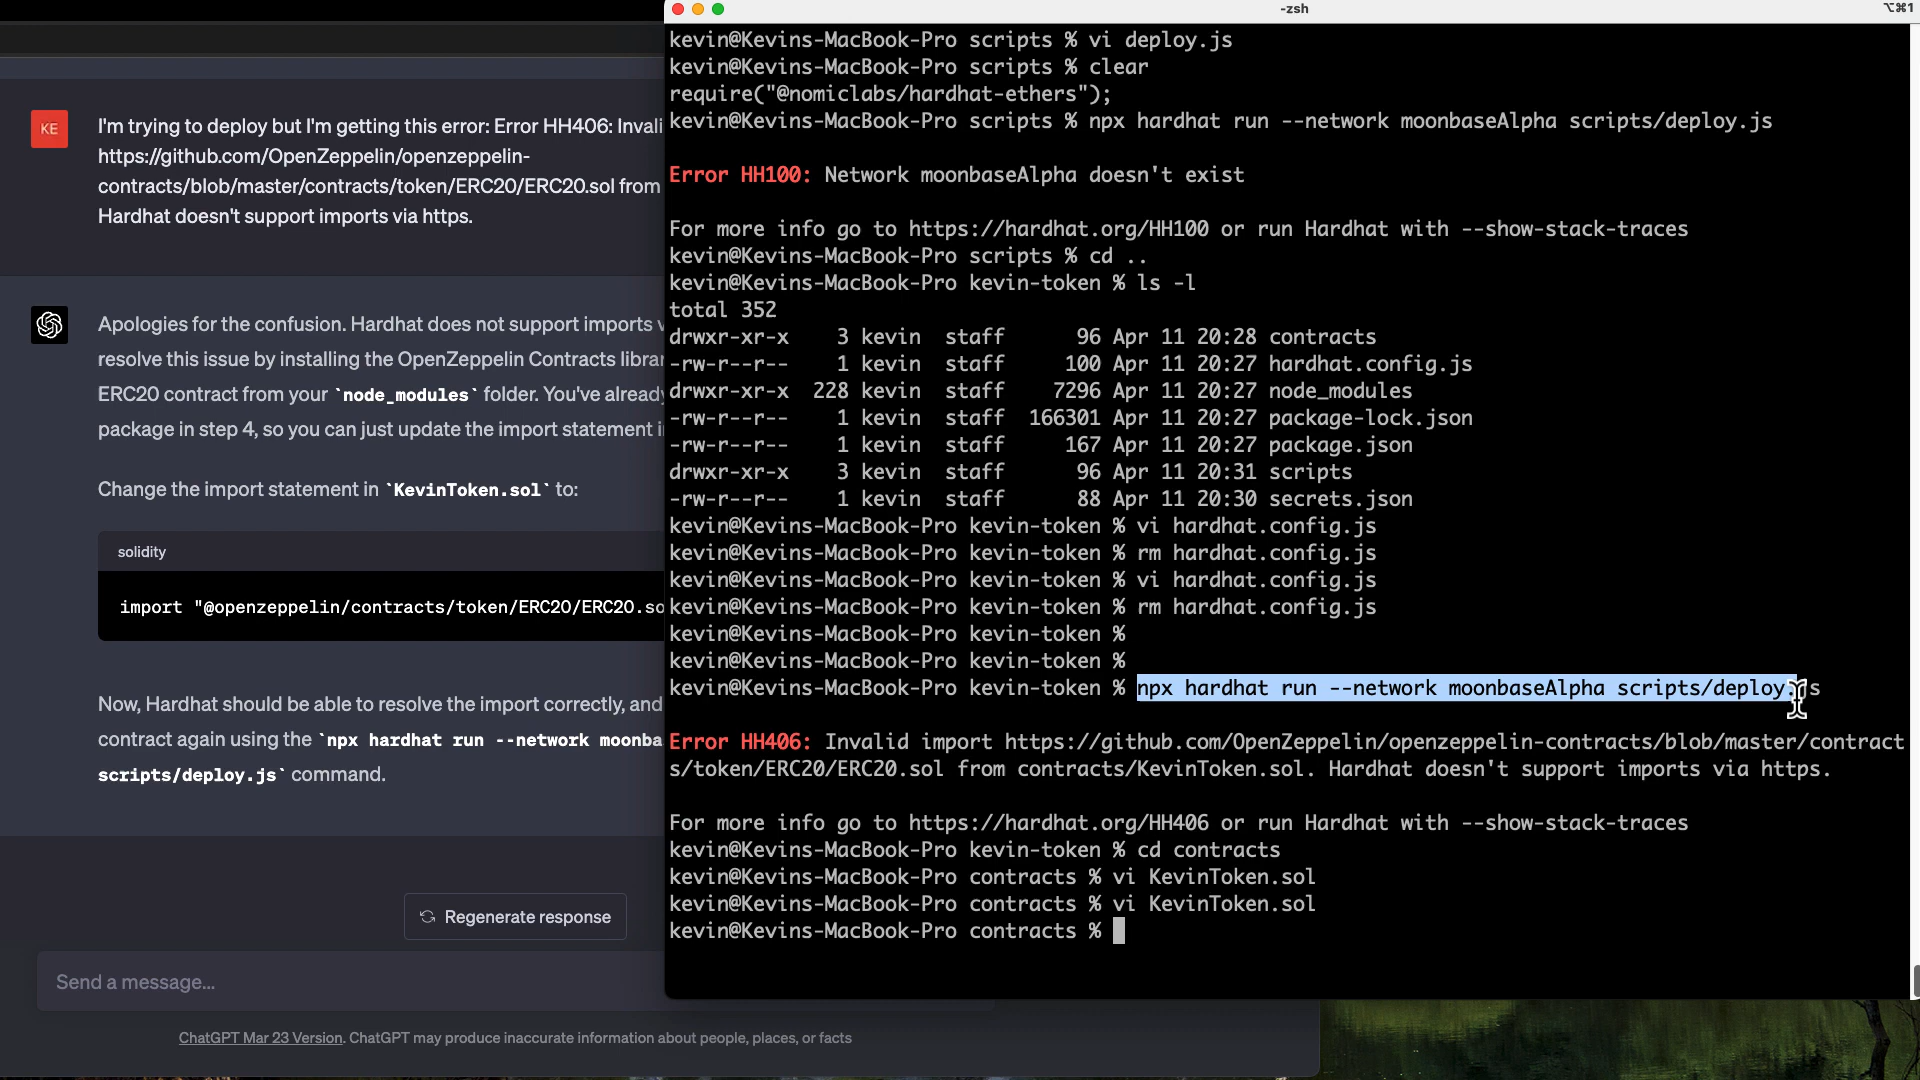 KE
I'm trying to deploy but I'm getting this error: Error HH406: Invali
https://github.com/OpenZeppelin/openzeppelin-
contracts/blob/master/contracts/token/ERC20/ERC20.sol from
Hardhat doesn't support imports via https.
Apologies for the confusion. Hardhat does not support imports v
resolve this issue by installing the OpenZeppelin Contracts librar
ERC20 contract from your `node_modules` folder. You've already
package in step 4, so you can just update the import statement i
Change the import statement in `KevinToken.sol` to:
solidity
import "@openzeppelin/contracts/token/ERC20/ERC20.so
Now, Hardhat should be able to resolve the import correctly, and
contract again using the `npx hardhat run --network moonba
scripts/deploy.js` command.
Regenerate response
Send a message...
ChatGPT Mar 23 Version. ChatGPT may produce inaccurate information about people, places, or facts
-zsh
⌥⌘1
kevin@Kevins-MacBook-Pro scripts % vi deploy.js
kevin@Kevins-MacBook-Pro scripts % clear
require("@nomiclabs/hardhat-ethers");
kevin@Kevins-MacBook-Pro scripts % npx hardhat run --network moonbaseAlpha scripts/deploy.js
Error HH100: Network moonbaseAlpha doesn't exist
For more info go to https://hardhat.org/HH100 or run Hardhat with --show-stack-traces
kevin@Kevins-MacBook-Pro scripts % cd ..
kevin@Kevins-MacBook-Pro kevin-token % ls -l
total 352
drwxr-xr-x    3 kevin  staff      96 Apr 11 20:28 contracts
-rw-r--r--    1 kevin  staff     100 Apr 11 20:27 hardhat.config.js
drwxr-xr-x  228 kevin  staff    7296 Apr 11 20:27 node_modules
-rw-r--r--    1 kevin  staff  166301 Apr 11 20:27 package-lock.json
-rw-r--r--    1 kevin  staff     167 Apr 11 20:27 package.json
drwxr-xr-x    3 kevin  staff      96 Apr 11 20:31 scripts
-rw-r--r--    1 kevin  staff      88 Apr 11 20:30 secrets.json
kevin@Kevins-MacBook-Pro kevin-token % vi hardhat.config.js
kevin@Kevins-MacBook-Pro kevin-token % rm hardhat.config.js
kevin@Kevins-MacBook-Pro kevin-token % vi hardhat.config.js
kevin@Kevins-MacBook-Pro kevin-token % rm hardhat.config.js
kevin@Kevins-MacBook-Pro kevin-token %
kevin@Kevins-MacBook-Pro kevin-token %
kevin@Kevins-MacBook-Pro kevin-token % npx hardhat run --network moonbaseAlpha scripts/deploy.js
Error HH406: Invalid import https://github.com/OpenZeppelin/openzeppelin-contracts/blob/master/contract
s/token/ERC20/ERC20.sol from contracts/KevinToken.sol. Hardhat doesn't support imports via https.
For more info go to https://hardhat.org/HH406 or run Hardhat with --show-stack-traces
kevin@Kevins-MacBook-Pro kevin-token % cd contracts
kevin@Kevins-MacBook-Pro contracts % vi KevinToken.sol
kevin@Kevins-MacBook-Pro contracts % vi KevinToken.sol
kevin@Kevins-MacBook-Pro contracts %